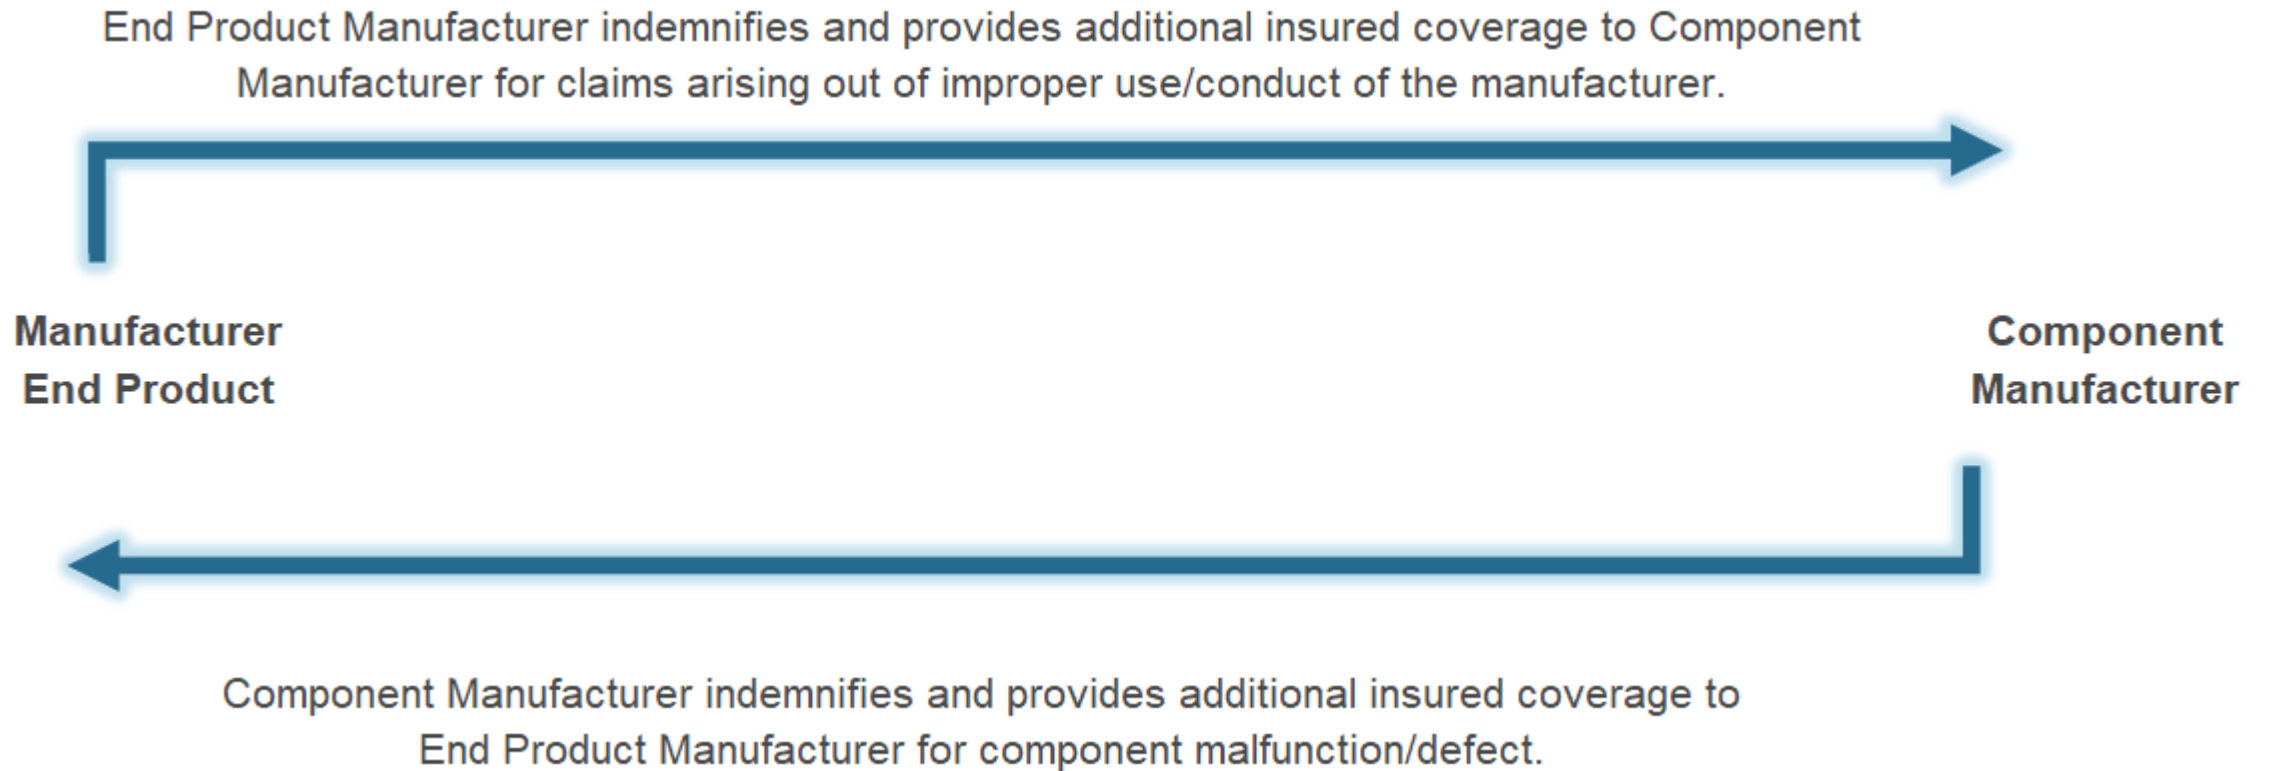 End Product Manufacturer indemnifies and provides additional insured coverage to Component
Manufacturer for claims arising out of improper use/conduct of the manufacturer.
Manufacturer
End Product
Component
Manufacturer
Component Manufacturer indemnifies and provides additional insured coverage to
End Product Manufacturer for component malfunction/defect.